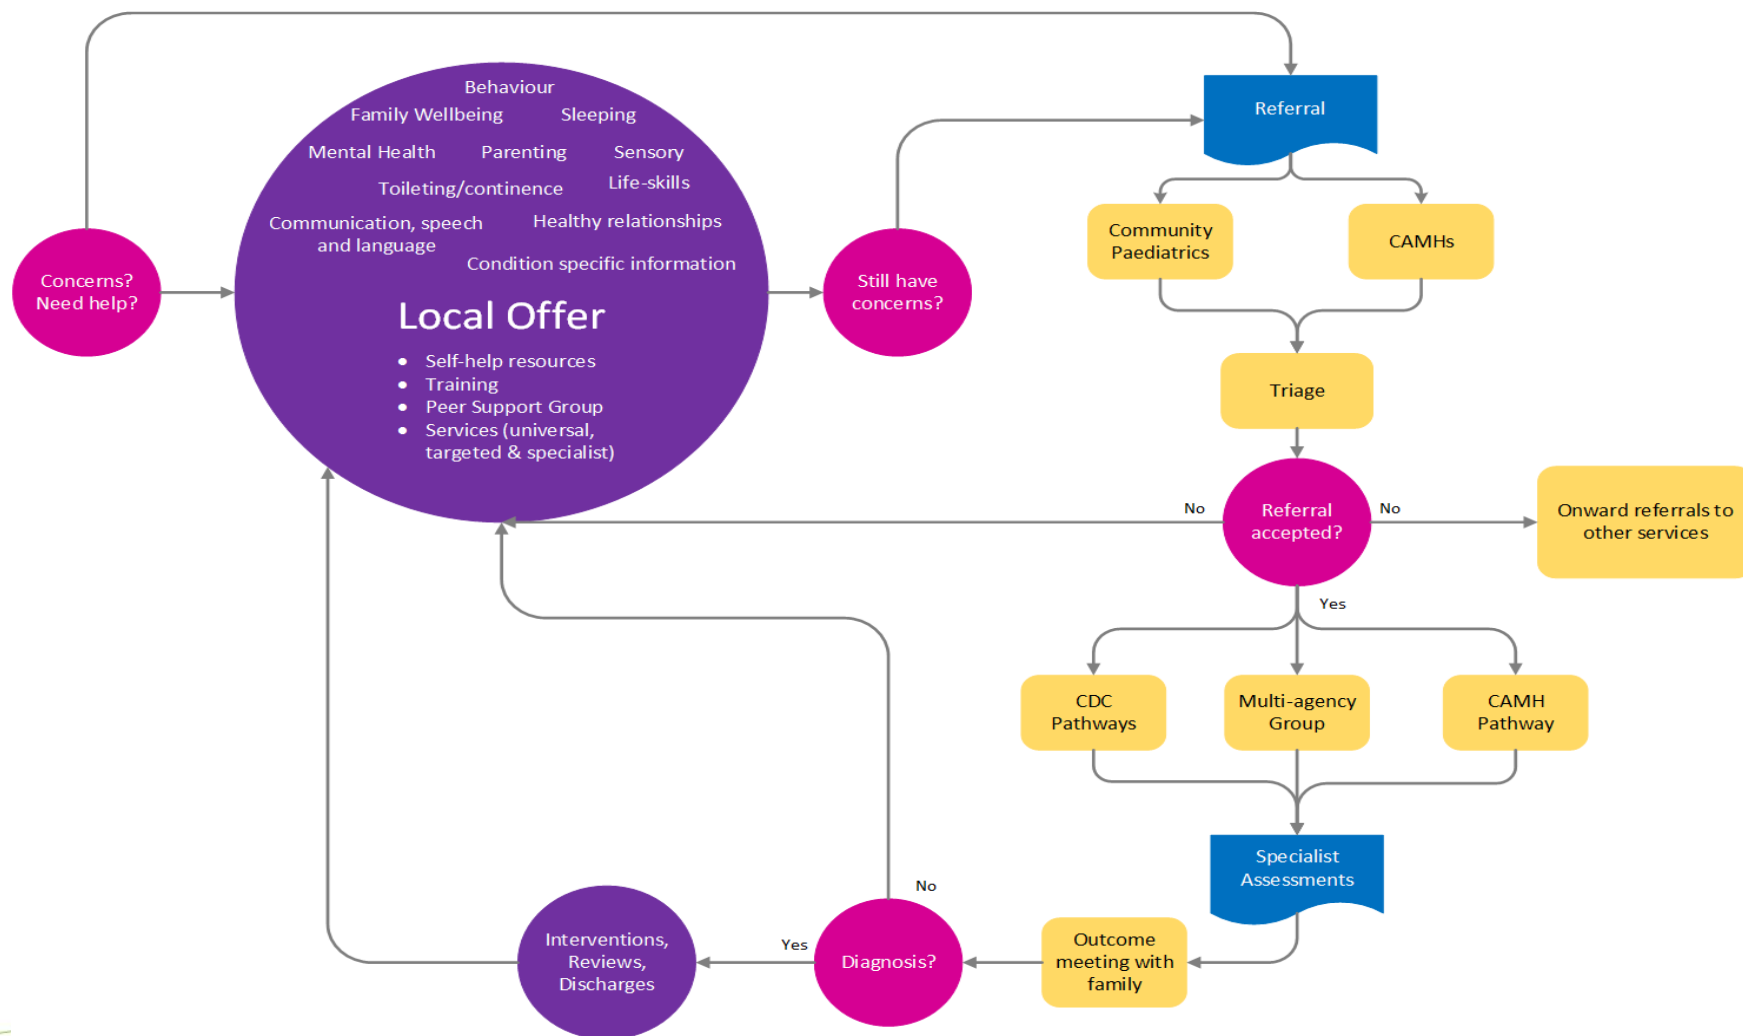 Concerns?
Need help?
Behaviour
Family Wellbeing
Sleeping
Mental Health
Parenting
Sensory
Toileting/continence
Life-skills
Communication, speech
and language
Healthy relationships
Condition specific information
Local Offer
• Self-help resources
• Training
• Peer Support Group
• Services (universal,
targeted & specialist)
Still have
concerns?
Referral
Community
Paediatrics
CAMHs
Triage
Referral
accepted?
No
No
Onward referrals to
other services
Yes
CDC
Pathways
Multi-agency
Group
CAMH
Pathway
Specialist
Assessments
Outcome
meeting with
family
Diagnosis?
No
Yes
Interventions,
Reviews,
Discharges